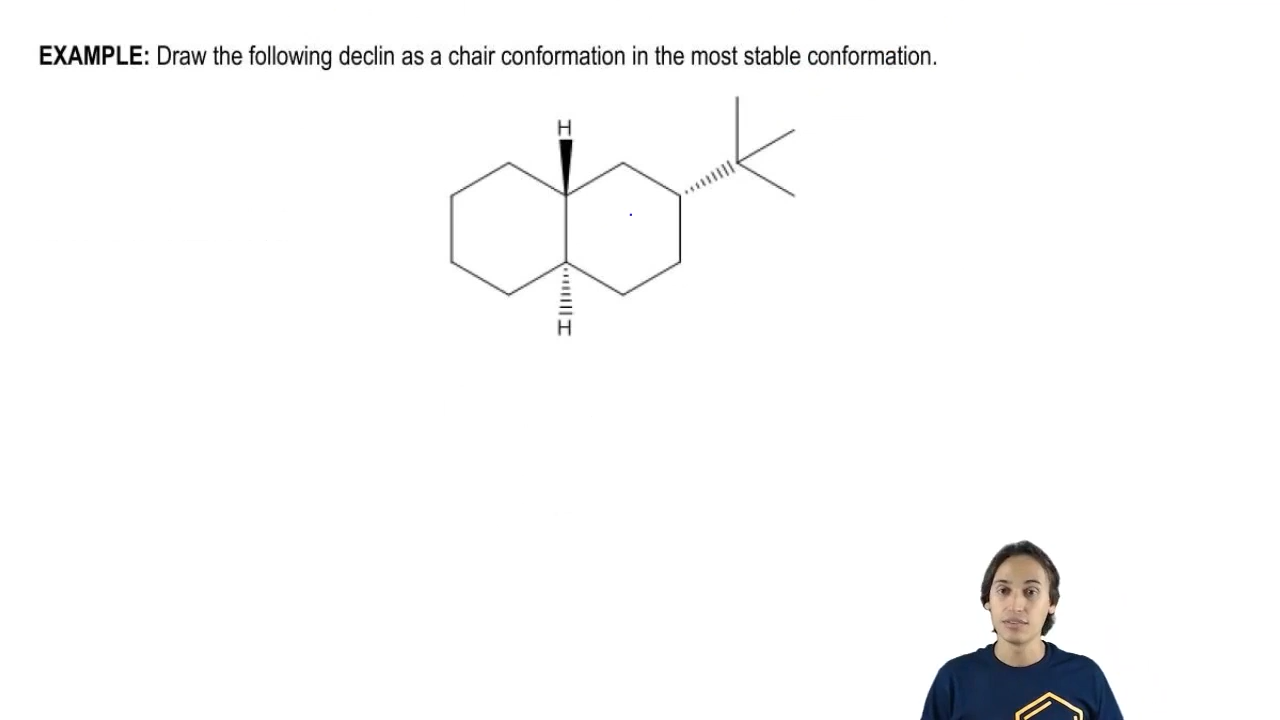 EXAMPLE: Draw the following declin as a chair conformation in the most stable conformation.
H
H